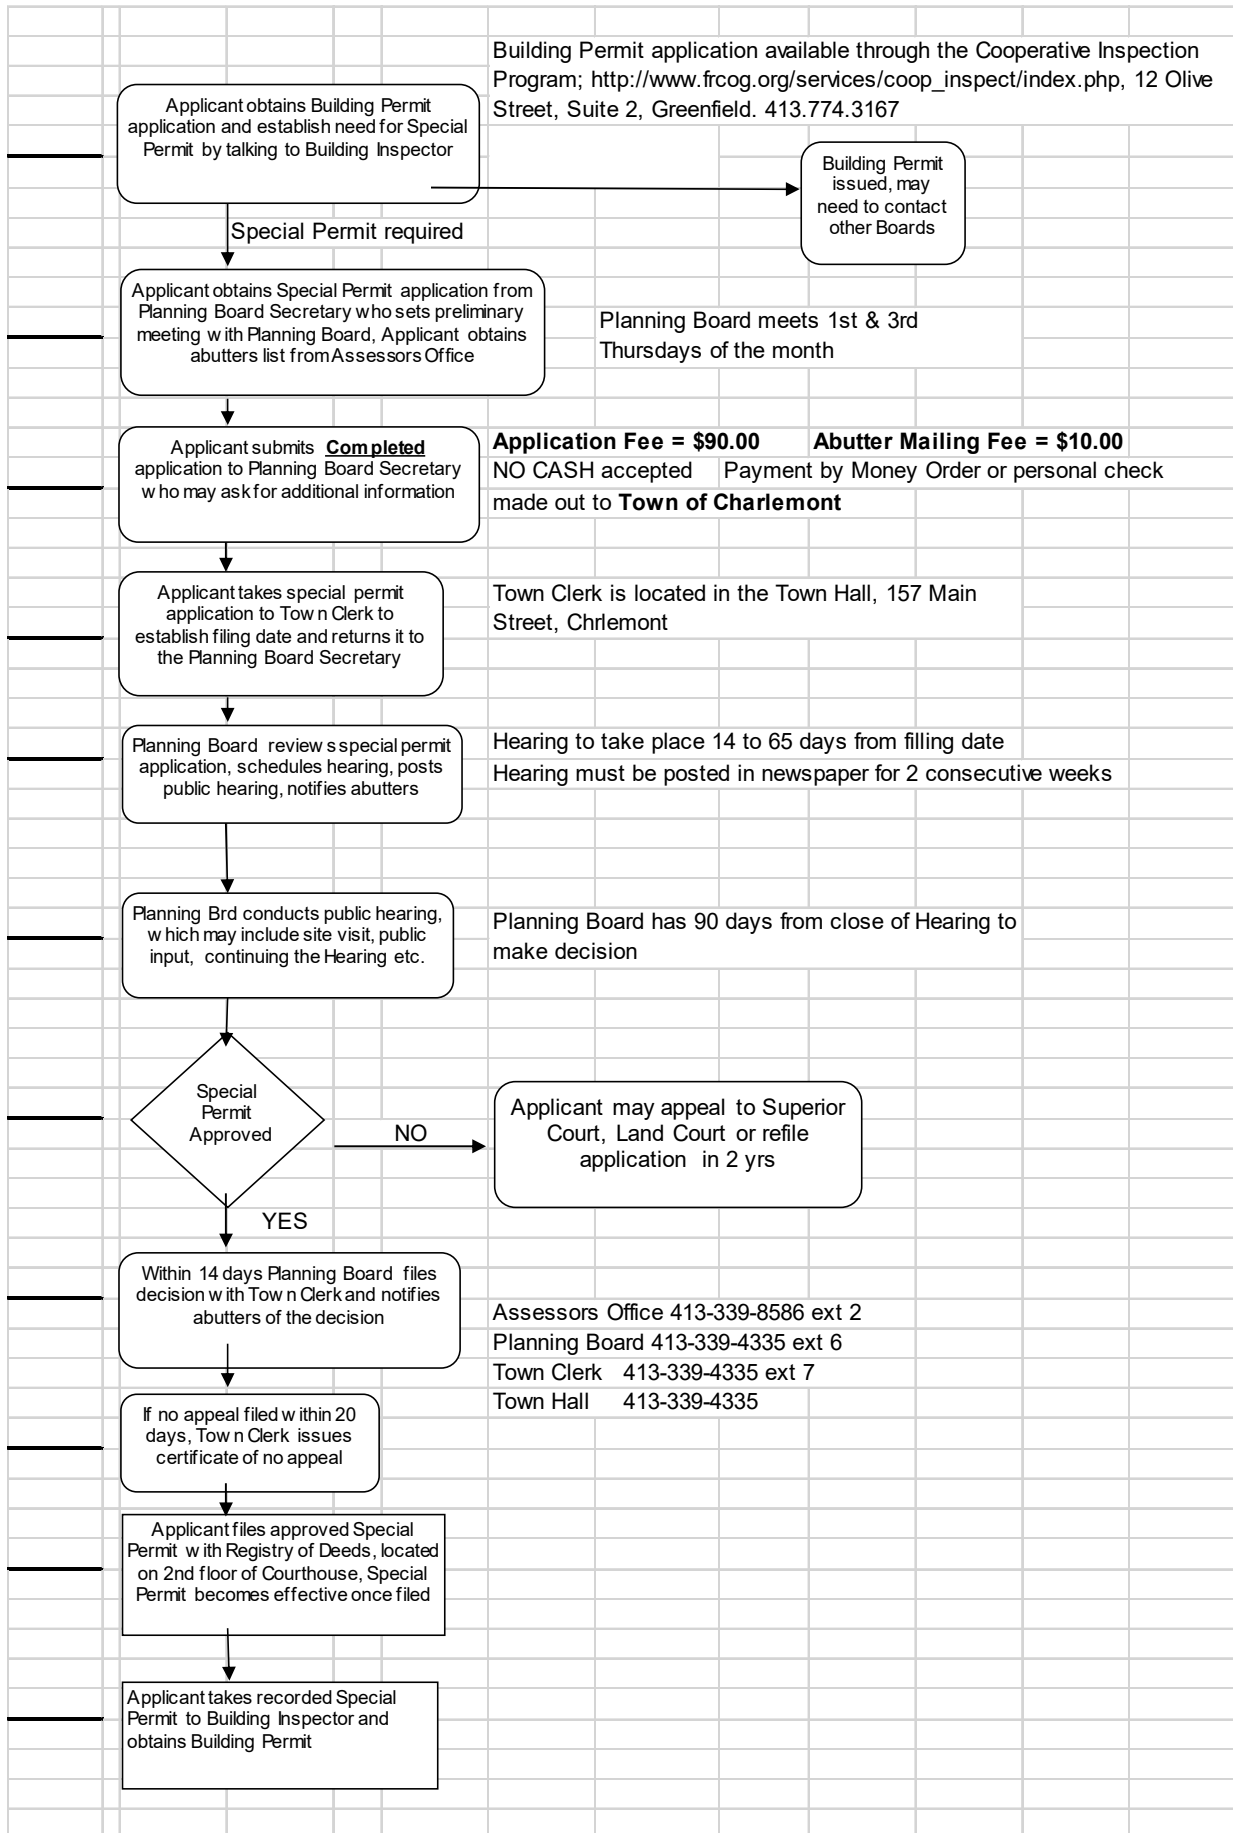 Building Permit application available through the Cooperative Inspection
Program; http://www.frcog.org/services/coop_inspect/index.php, 12 Olive
Street, Suite 2, Greenfield. 413.774.3167
Applicant obtains Building Permit
application and establish need for Special
Permit by talking to Building Inspector
Building Permit
issued, may
need to contact
other Boards
Special Permit required
Applicant obtains Special Permit application from
Planning Board Secretary who sets preliminary
meeting with Planning Board, Applicant obtains
abutters list from Assessors Office
Planning Board meets 1st & 3rd
Thursdays of the month
Applicant submits Completed
application to Planning Board Secretary
who may ask for additional information
Application Fee = $90.00 Abutter Mailing Fee = $10.00
NO CASH accepted Payment by Money Order or personal check
made out to Town of Charlemont
Applicant takes special permit
application to Town Clerk to
establish filing date and returns it to
the Planning Board Secretary
Town Clerk is located in the Town Hall, 157 Main
Street, Chrlemont
Planning Board reviews special permit
application, schedules hearing, posts
public hearing, notifies abutters
Hearing to take place 14 to 65 days from filling date
Hearing must be posted in newspaper for 2 consecutive weeks
Planning Brd conducts public hearing,
which may include site visit, public
input, continuing the Hearing etc.
Planning Board has 90 days from close of Hearing to
make decision
Special
Permit
Approved
NO
Applicant may appeal to Superior
Court, Land Court or refile
application in 2 yrs
YES
Within 14 days Planning Board files
decision with Town Clerk and notifies
abutters of the decision
Assessors Office 413-339-8586 ext 2
Planning Board 413-339-4335 ext 6
Town Clerk 413-339-4335 ext 7
Town Hall 413-339-4335
If no appeal filed within 20
days, Town Clerk issues
certificate of no appeal
Applicant files approved Special
Permit with Registry of Deeds, located
on 2nd floor of Courthouse, Special
Permit becomes effective once filed
Applicant takes recorded Special
Permit to Building Inspector and
obtains Building Permit